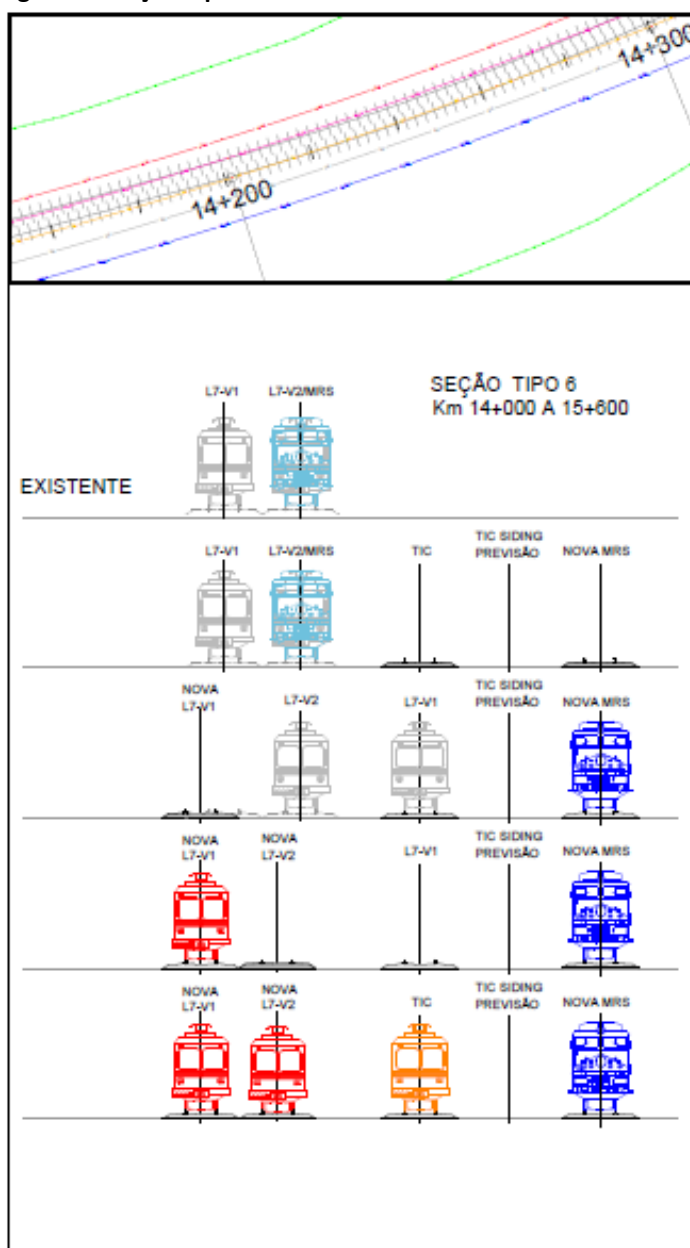 14+300
14+200
SEÇÃO TIPO 6
Km 14+000 A 15+600
L7-V1 L7-V2/MRS
EXISTENTE
L7-V1 L7-V2/MRS TIC TIC SIDING PREVISÃO NOVA MRS
NOVA L7-V1 L7-V2 L7-V1 TIC SIDING PREVISÃO NOVA MRS
NOVA L7-V1 NOVA L7-V2 L7-V1 TIC SIDING PREVISÃO NOVA MRS
NOVA L7-V1 NOVA L7-V2 TIC TIC SIDING PREVISÃO NOVA MRS